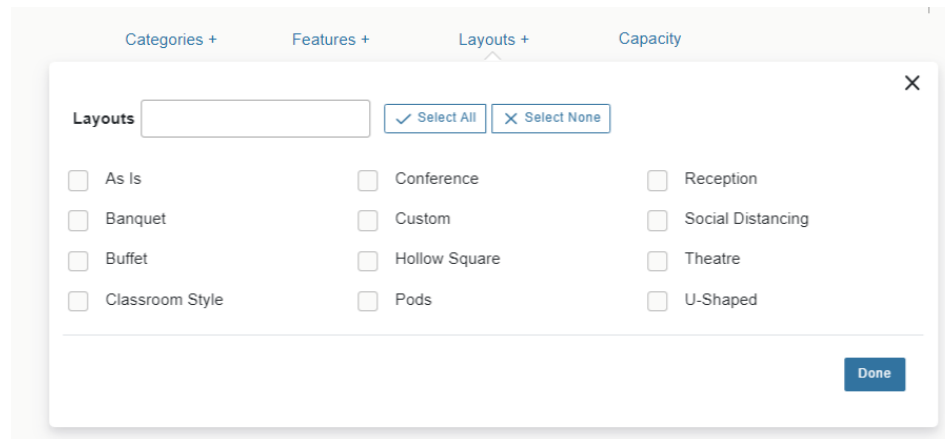 Categories + Features + Layouts + Capacity
Layouts Select All Select None
As Is Conference Reception
Banquet Custom Social Distancing
Buffet Hollow Square Theatre
Classroom Style Pods U-Shaped
Done